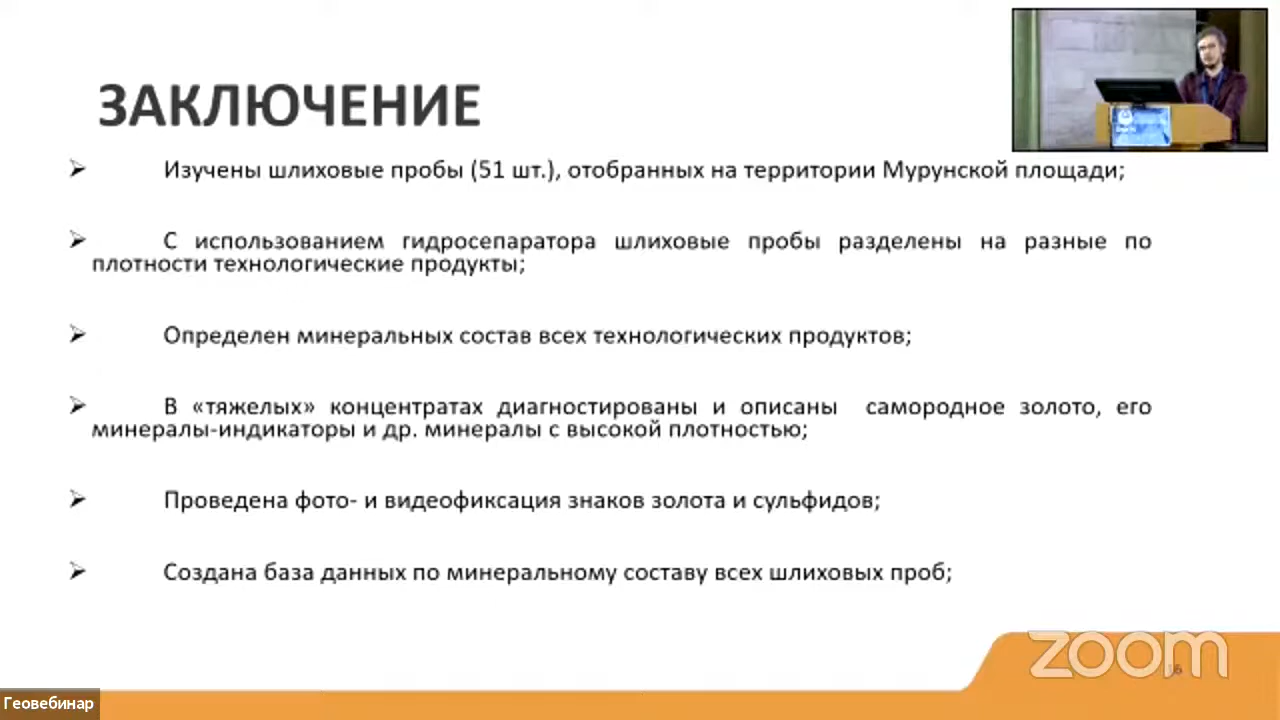 ЗАКЛЮЧЕНИЕ
Изучены шлиховые пробы (51 шт.), отобранных на территории Мурунской площади;
С использованием гидросепаратора шлиховые пробы разделены на разные по
плотности технологические продукты;
Определен минеральных состав всех технологических продуктов;
В «тяжелых» концентратах диагностированы и описаны самородное золото, его
минералы-индикаторы и др. минералы с высокой плотностью;
Проведена фото- и видеофиксация знаков золота и сульфидов;
Создана база данных по минеральному составу всех шлиховых проб;
zoom
16
Геовебинар